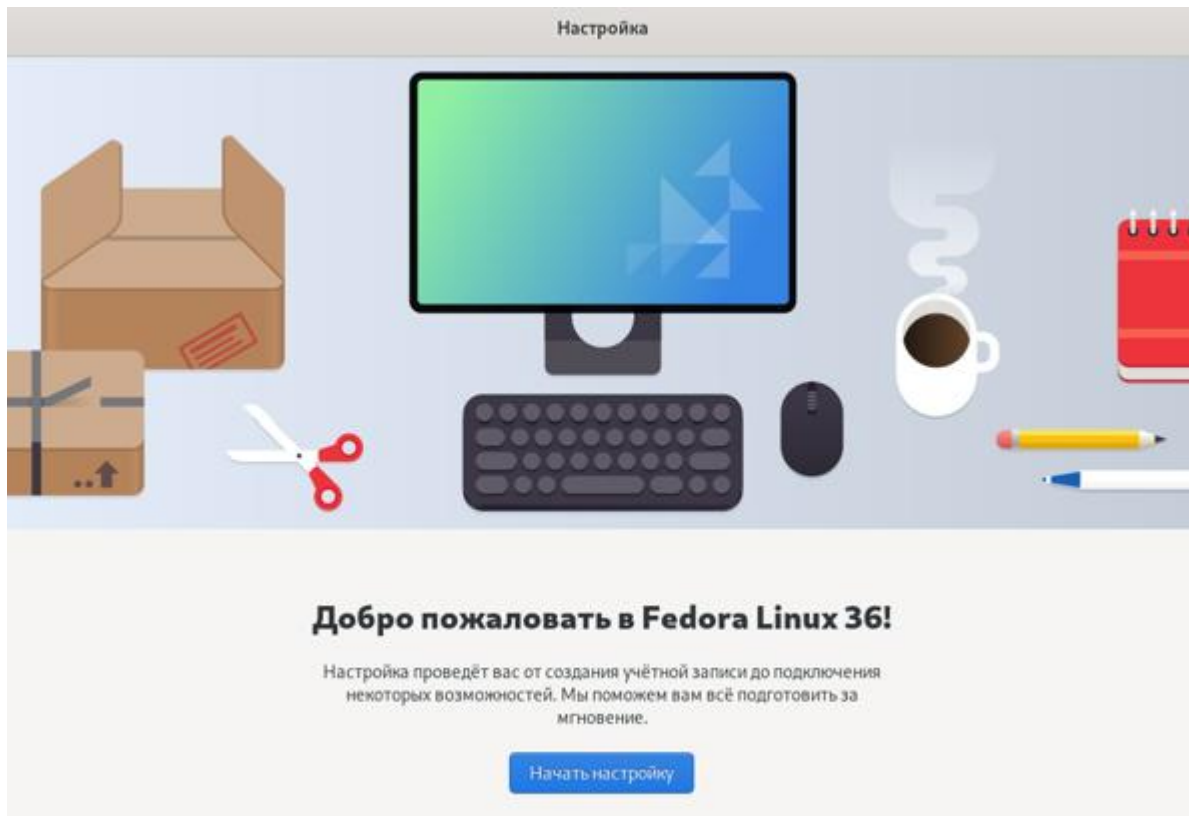 Настройка
Добро пожаловать в Fedora Linux 36!
Настройка проведёт вас от создания учётной записи до подключения
некоторых возможностей. Мы поможем вам всё подготовить за
мгновение.
Начать настройку